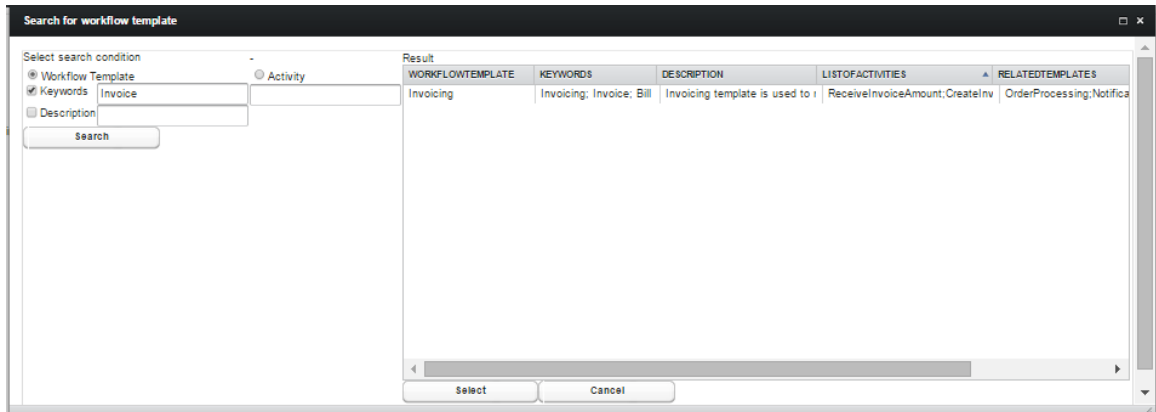 Search for workflow template
Select search condition -
Workflow Template Activity
Keywords Invoice
Description
Search
Result
WORKFLOWTEMPLATE KEYWORDS DESCRIPTION LISTOFACTIVITIES RELATEDTEMPLATES
Invoicing Invoicing; Invoice; Bill Invoicing template is used to ReceiveInvoiceAmount;CreateInv OrderProcessing;Notifica
Select Cancel